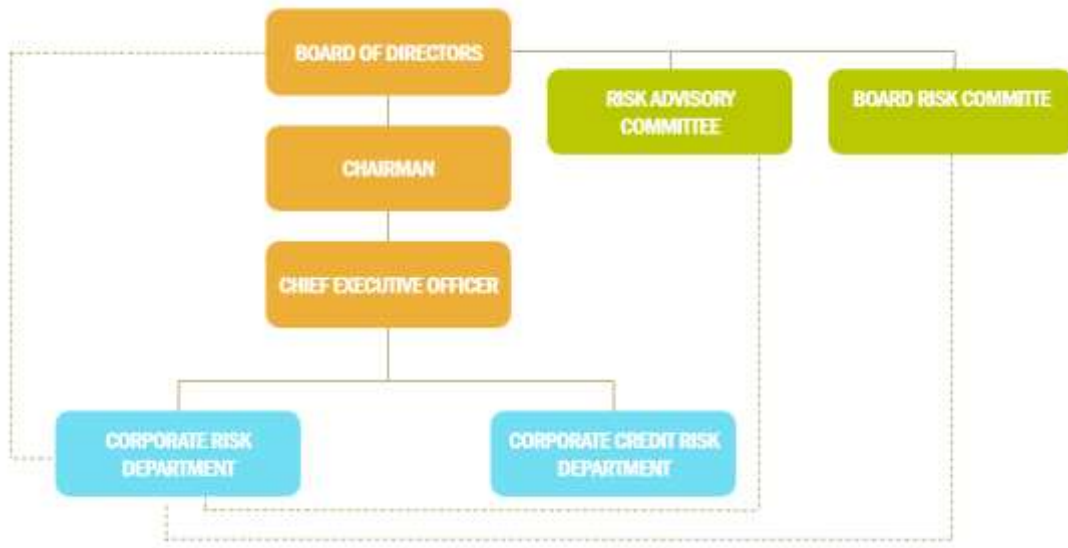 BOARD OF DIRECTORS
RISK ADVISORY
COMMITTEE
BOARD RISK COMMITTE
CHAIRMAN
CHIEF EXECUTIVE OFFICER
CORPORATE RISK
DEPARTMENT
CORPORATE CREDIT RISK
DEPARTMENT